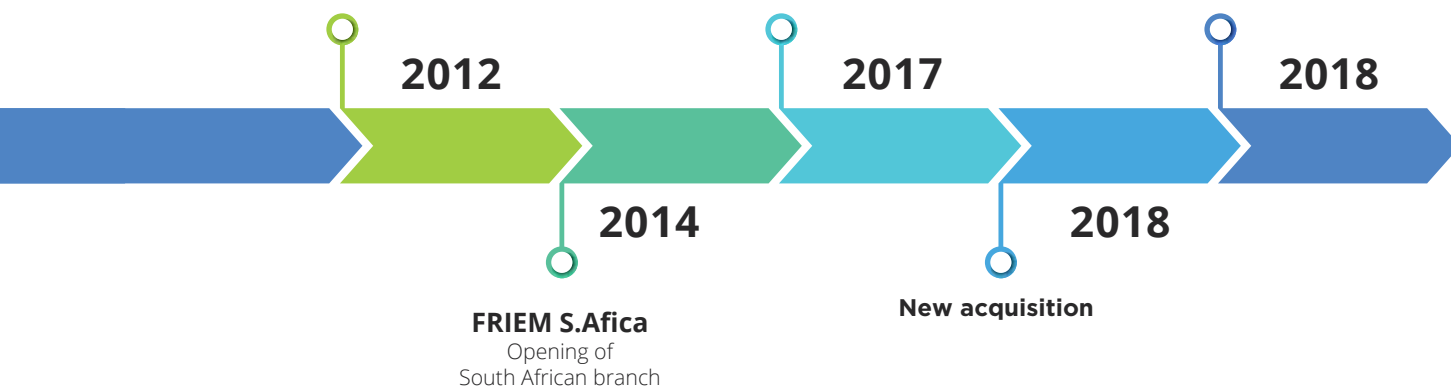 2012
2017
2018
2014
2018
FRIEM S.Afica
Opening of
South African branch
New acquisition